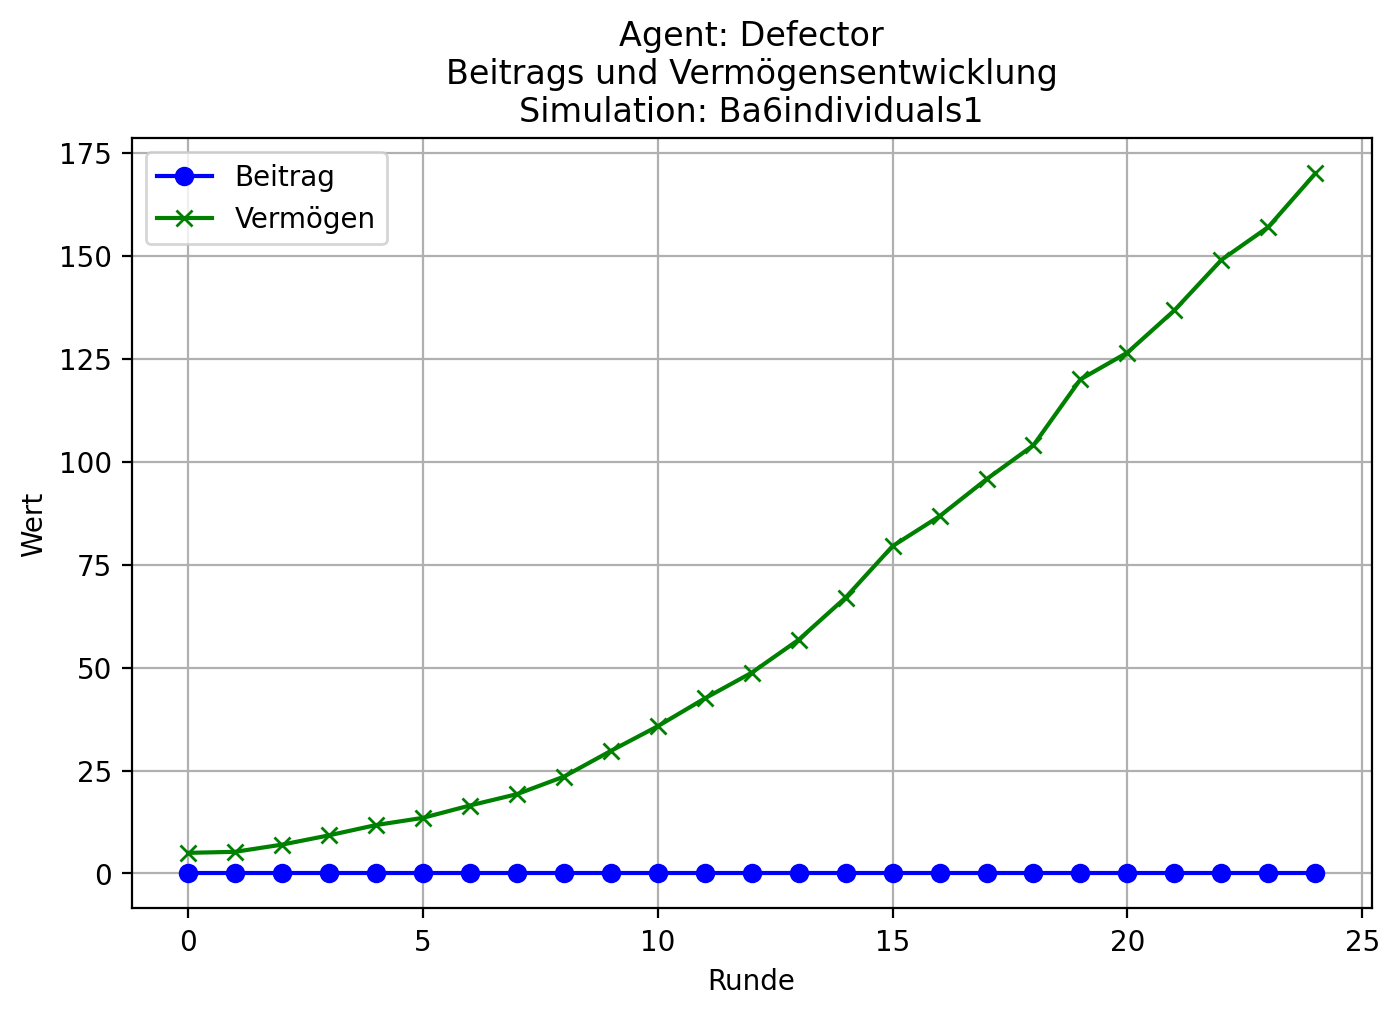 Agent: Defector
Beitrags und Vermögensentwicklung
Simulation: Ba6individuals1
Beitrag
Vermögen
175
150
125
100
75
50
25
0
Wert
0 5 10 15 20 25
Runde